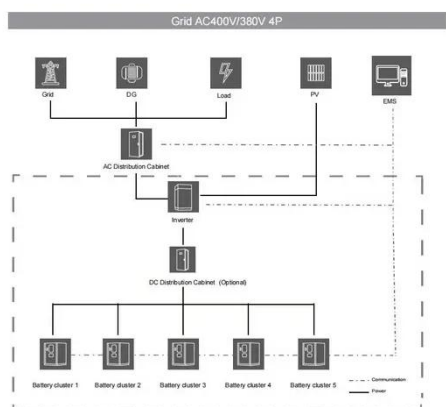 Grid AC400V/380V 4P
Grid
DG
Load
PV
EMS
AC Distribution Cabinet
Inverter
DC Distribution Cabinet (Optional)
Battery cluster 1
Battery cluster 2
Battery cluster 3
Battery cluster 4
Battery cluster 5
Communication
Power